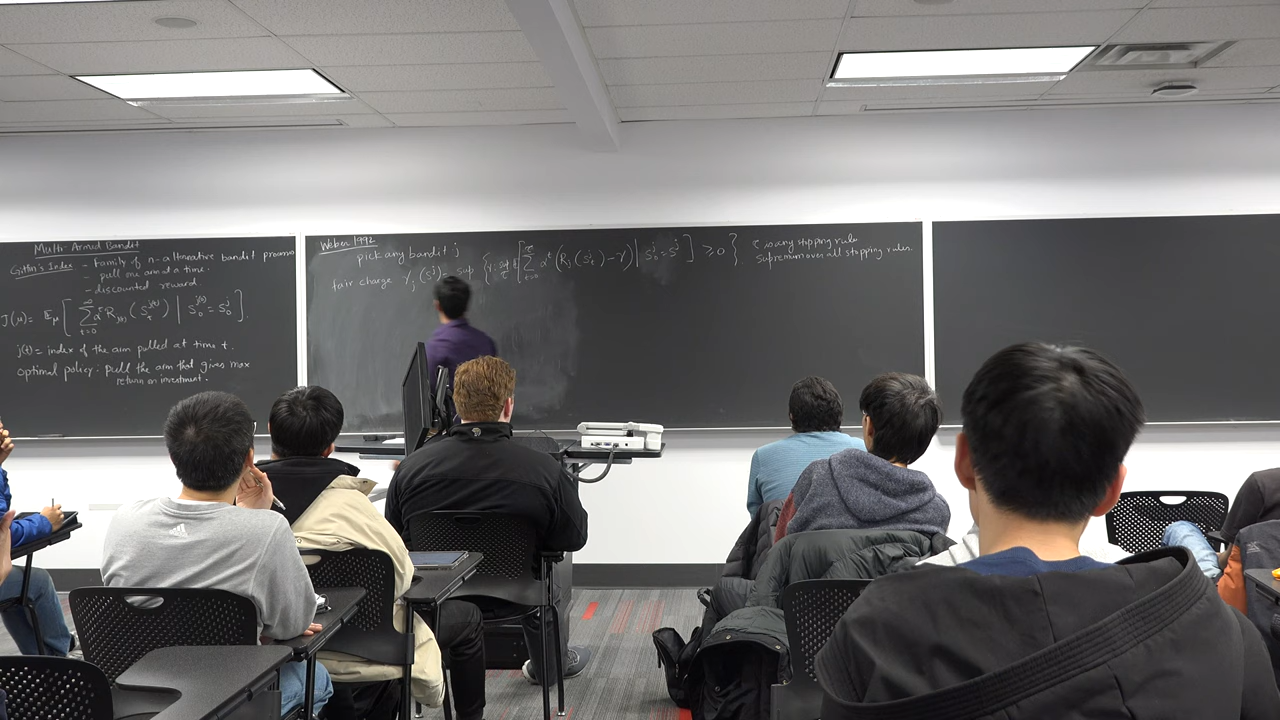 Multi-Armed Bandit
Gittin's Index - Family of n-alternative bandit
- pull one arm at a time.
- discounted reward.
J(μ) = E_μ [ Σ_{t=0}^{∞} α^t R_{j(t)} ( S_t^{j(t)} ) | S_0^{j(t)} = S_0^j ].
j(t) = index of the arm pulled at time t.
Optimal policy: pull the arm that gives max
return on investment.
Weber 1992
pick any bandit j
fair charge γ_j(S^j) = sup { γ: sup_τ E [ Σ_{t=0}^{τ} α^t ( R_j(S_t^j) - γ ) | S_0^j = S^j ] ≥ 0 }
τ is any stopping rule
Supremum over all stopping rules.